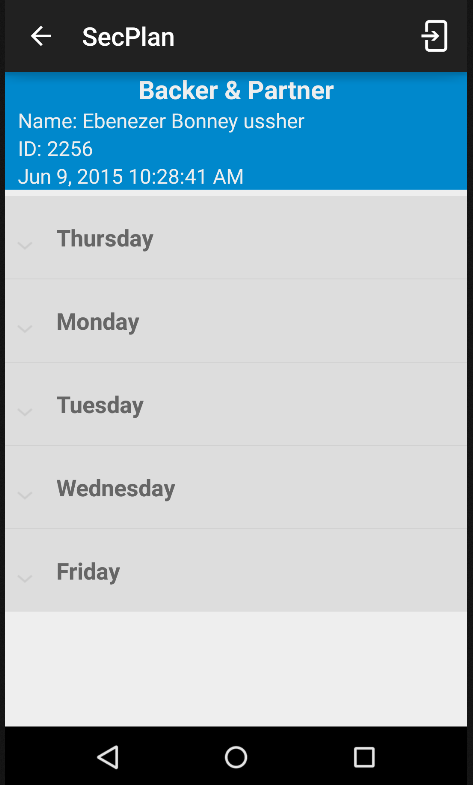 SecPlan
Backer & Partner
Name: Ebenezer Bonney ussher
ID: 2256
Jun 9, 2015 10:28:41 AM
Thursday
Monday
Tuesday
Wednesday
Friday